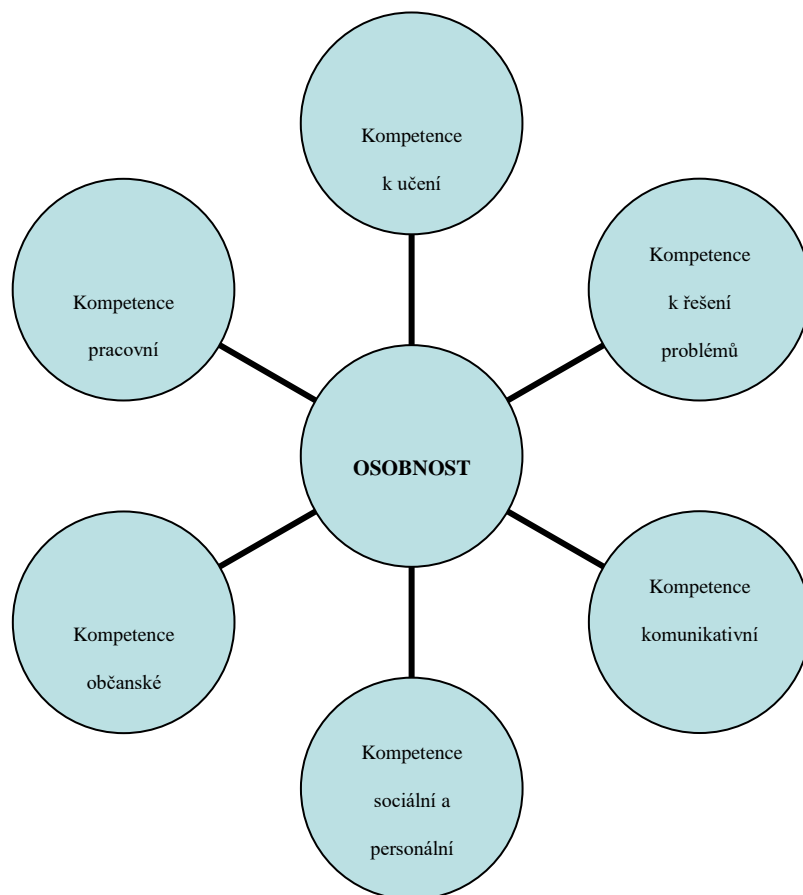 Kompetence
k učení
Kompetence
k řešení
problémů
Kompetence
pracovní
OSOBNOST
Kompetence
komunikativní
Kompetence
občanské
Kompetence
sociální a
personální